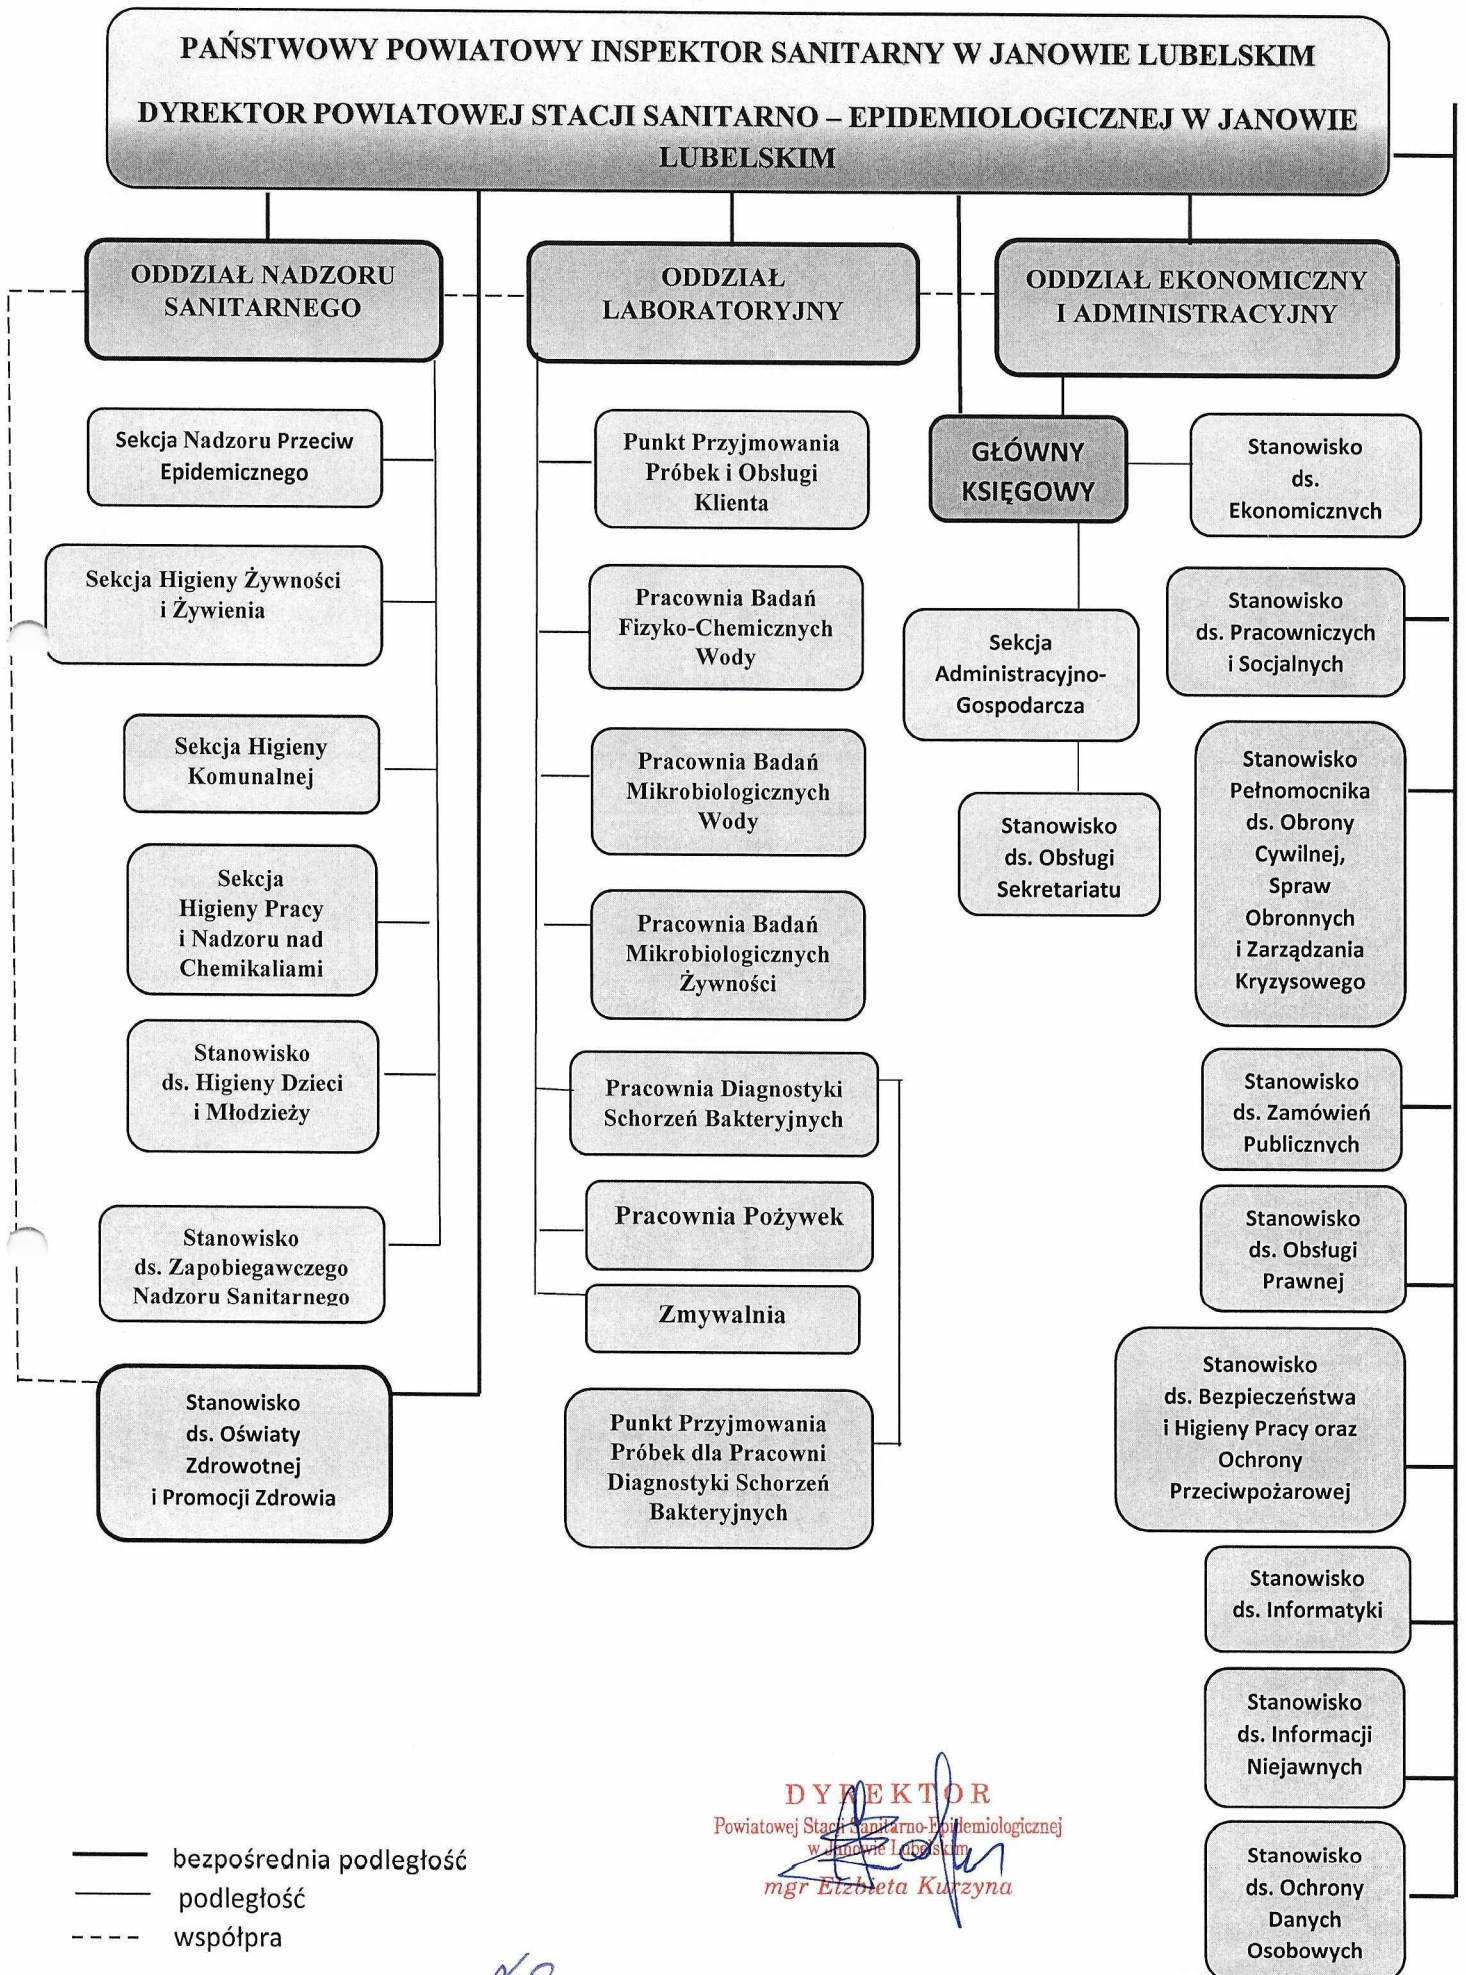 PAŃSTWOWY POWIATOWY INSPEKTOR SANITARNY W JANOWIE LUBELSKIM
DYREKTOR POWIATOWEJ STACJI SANITARNO – EPIDEMIOLOGICZNEJ W JANOWIE
LUBELSKIM
ODDZIAŁ NADZORU
SANITARNEGO
ODDZIAŁ
LABORATORYJNY
ODDZIAŁ EKONOMICZNY
I ADMINISTRACYJNY
Sekcja Nadzoru Przeciw
Epidemicznego
Sekcja Higieny Żywności
i Żywienia
Sekcja Higieny
Komunalnej
Sekcja
Higieny Pracy
i Nadzoru nad
Chemikaliami
Stanowisko
ds. Higieny Dzieci
i Młodzieży
Stanowisko
ds. Zapobiegawczego
Nadzoru Sanitarnego
Stanowisko
ds. Oświaty
Zdrowotnej
i Promocji Zdrowia
Punkt Przyjmowania
Próbek i Obsługi
Klienta
Pracownia Badań
Fizyko-Chemicznych
Wody
Pracownia Badań
Mikrobiologicznych
Wody
Pracownia Badań
Mikrobiologicznych
Żywności
Pracownia Diagnostyki
Schorzeń Bakteryjnych
Pracownia Pożywek
Zmywalnia
Punkt Przyjmowania
Próbek dla Pracowni
Diagnostyki Schorzeń
Bakteryjnych
GŁÓWNY
KSIĘGOWY
Sekcja
Administracyjno-
Gospodarcza
Stanowisko
ds. Obsługi
Sekretariatu
Stanowisko
ds.
Ekonomicznych
Stanowisko
ds. Pracowniczych
i Socjalnych
Stanowisko
Pełnomocnika
ds. Obrony
Cywilnej,
Spraw
Obronnych
i Zarządzania
Kryzysowego
Stanowisko
ds. Zamówień
Publicznych
Stanowisko
ds. Obsługi
Prawnej
Stanowisko
ds. Bezpieczeństwa
i Higieny Pracy oraz
Ochrony
Przeciwpożarowej
Stanowisko
ds. Informatyki
Stanowisko
ds. Informacji
Niejawnych
Stanowisko
ds. Ochrony
Danych
Osobowych
DYREKTOR
Powiatowej Stacji Sanitarno-Epidemiologicznej
w Janowie Lubelskim
mgr Elżbieta Kurzyna
bezpośrednia podległość
podległość
współpra